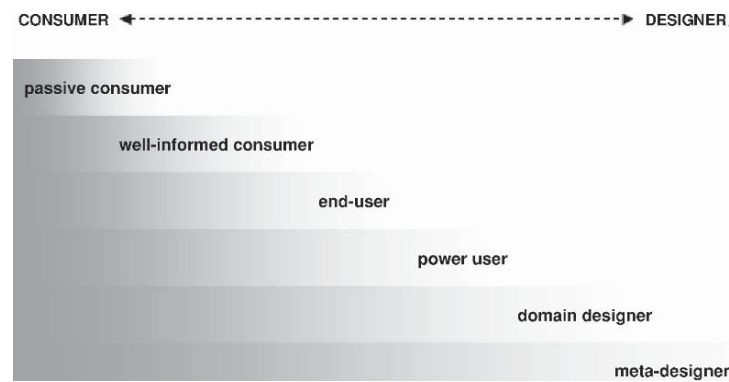 CONSUMER DESIGNER
passive consumer
well-informed consumer
end-user
power user
domain designer
meta-designer